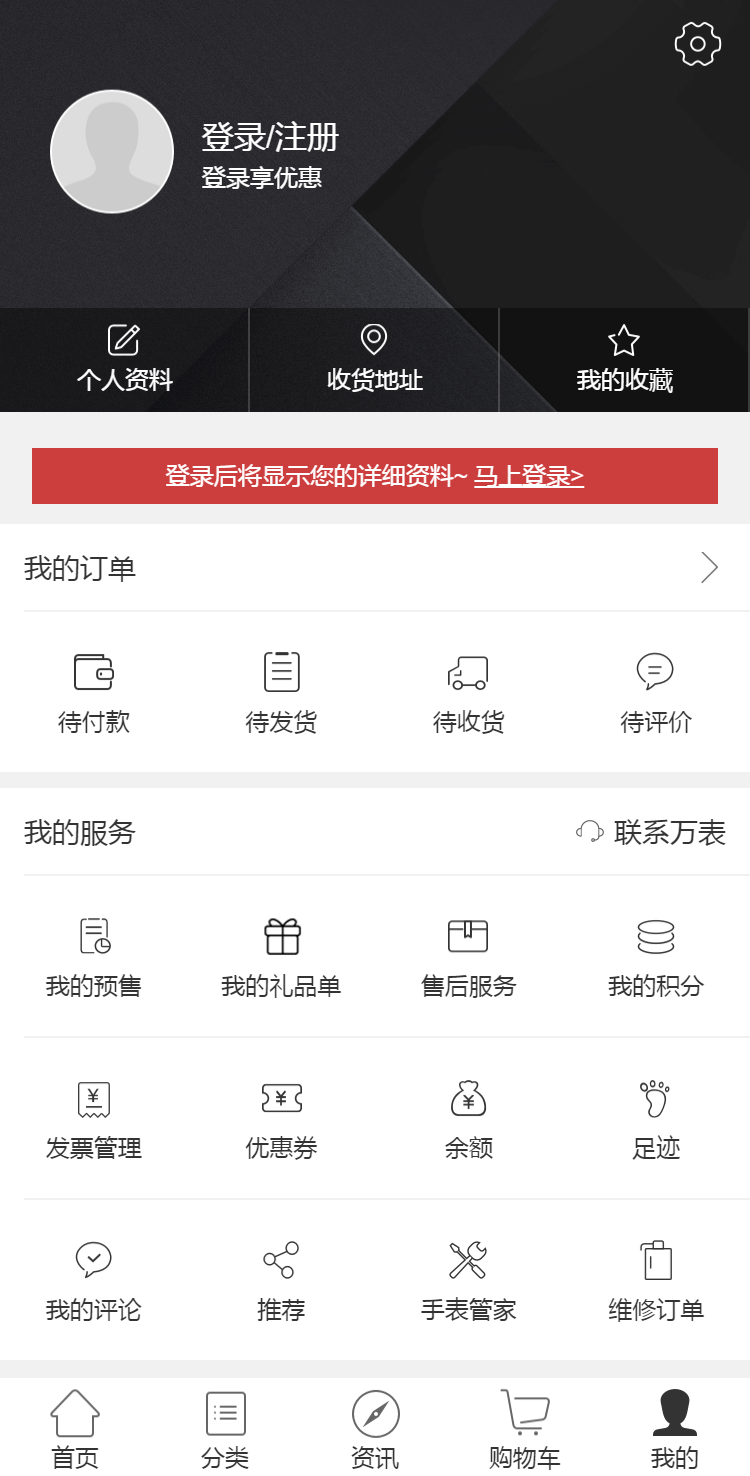 登录/注册
登录享优惠
个人资料 收货地址 我的收藏
登录后将显示您的详细资料~ 马上登录>
我的订单
待付款 待发货 待收货 待评价
我的服务 联系万表
我的预售 我的礼品单 售后服务 我的积分
¥ ¥ ¥
发票管理 优惠券 余额 足迹
我的评论 推荐 手表管家 维修订单
首页 分类 资讯 购物车 我的